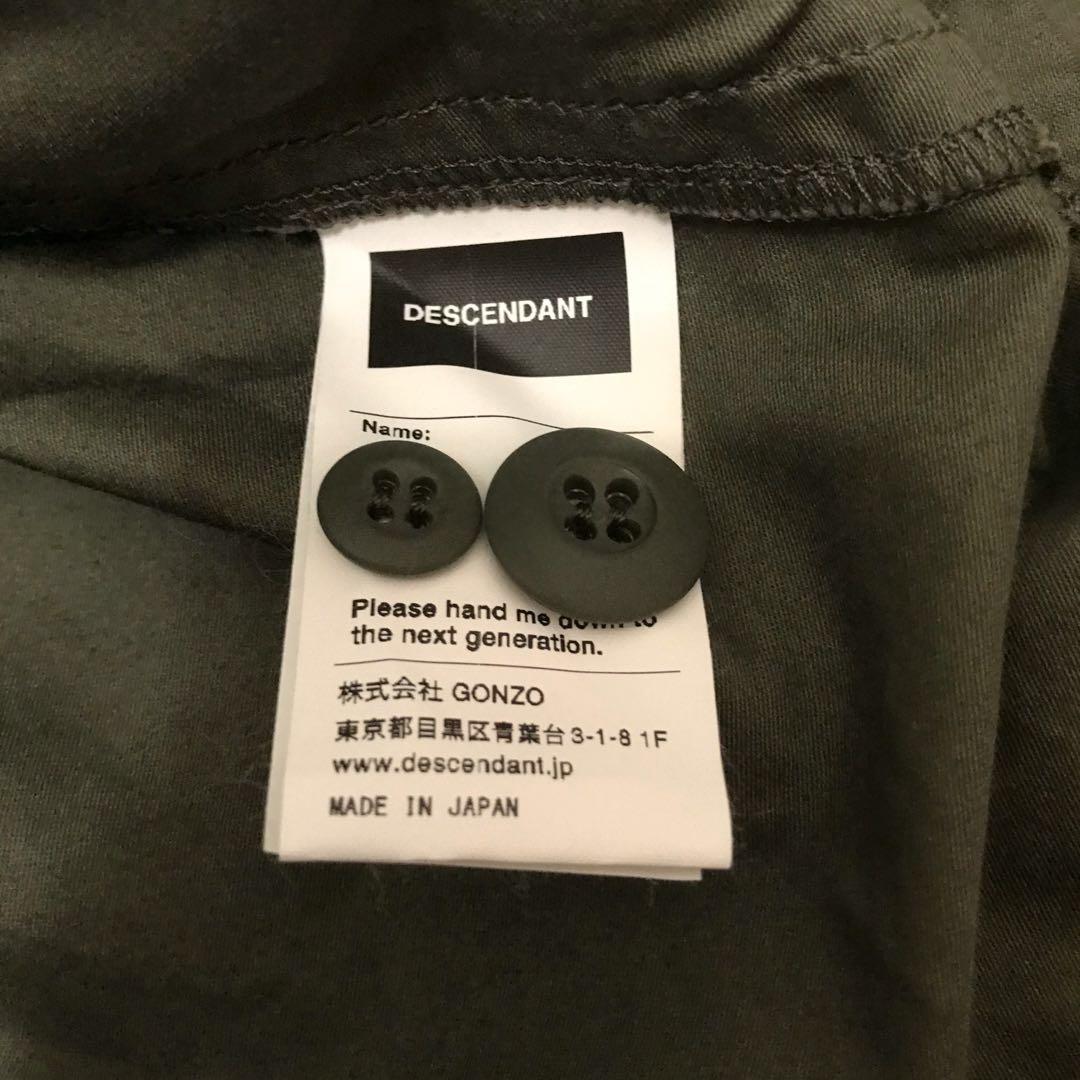 DESCENDANT
Name:
Please hand me down to
the next generation.
株式会社 GONZO
東京都目黒区青葉台3-1-8 1F
www.descendant.jp
MADE IN JAPAN